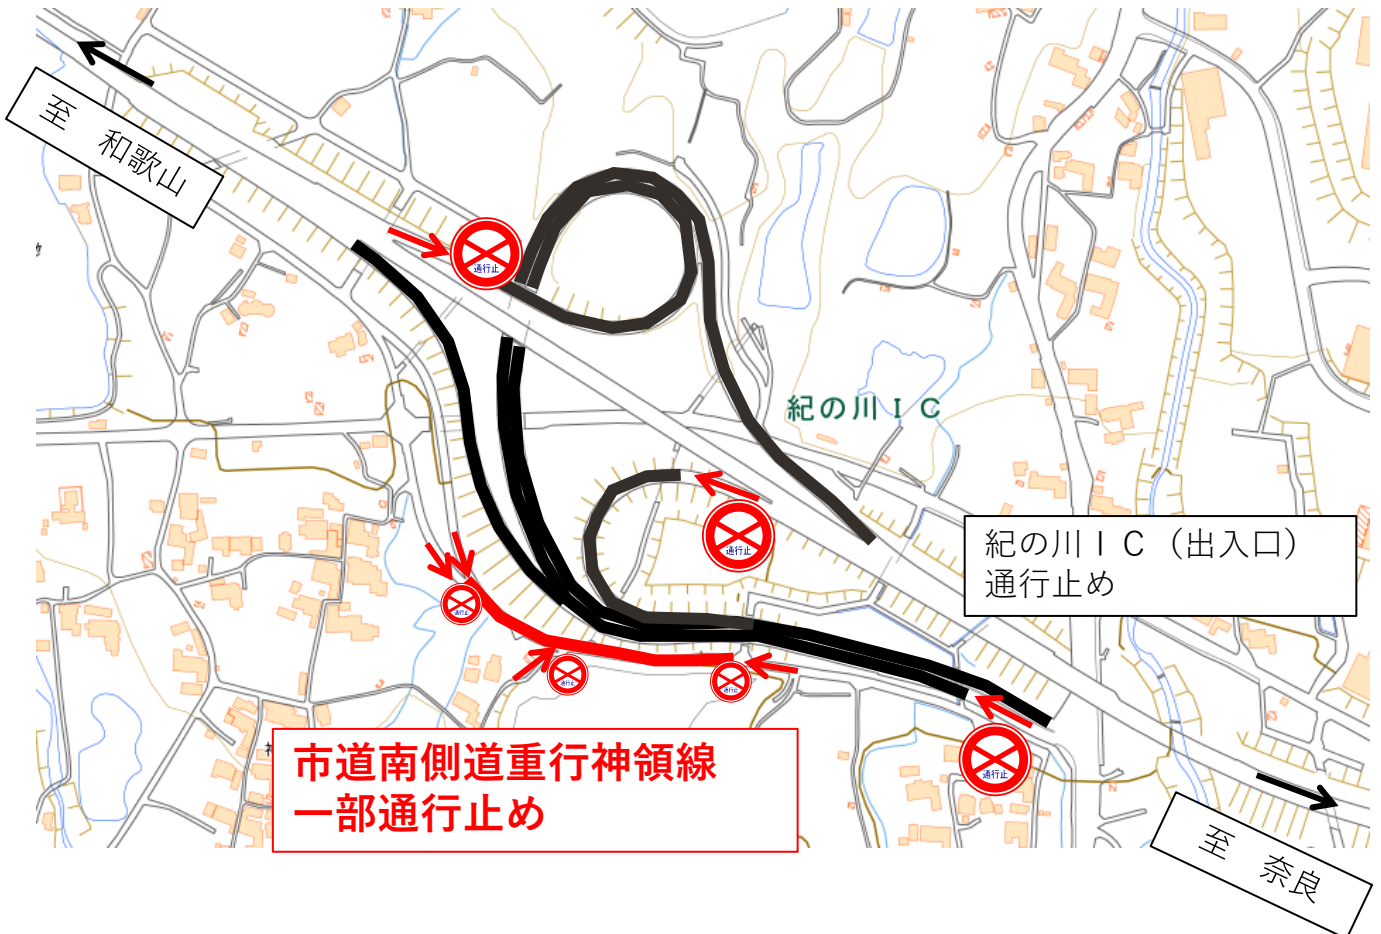 至 和歌山
通行止
紀の川ＩＣ
通行止
紀の川ＩＣ（出入口）
通行止め
通行止
通行止
通行止
通行止
市道南側道重行神領線
一部通行止め
至 奈良